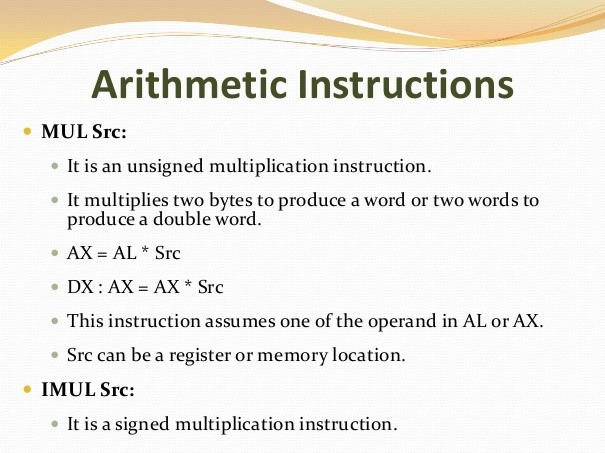 Arithmetic Instructions
MUL Src:
It is an unsigned multiplication instruction.
It multiplies two bytes to produce a word or two words to
produce a double word.
AX = AL * Src
DX : AX = AX * Src
This instruction assumes one of the operand in AL or AX.
Src can be a register or memory location.
IMUL Src:
It is a signed multiplication instruction.